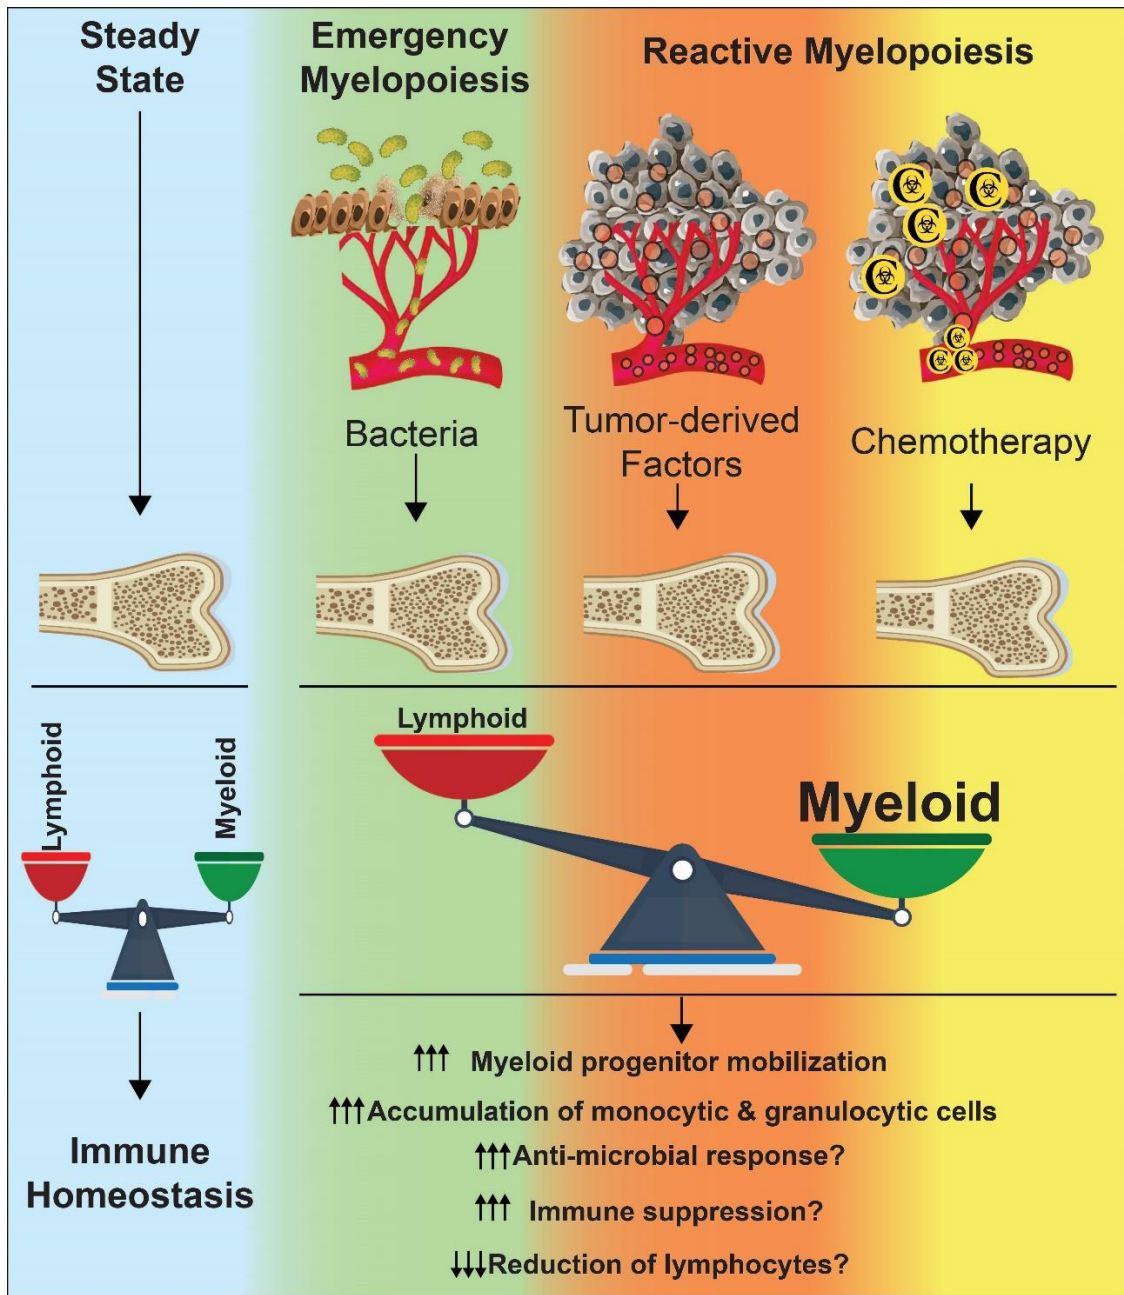 Steady
State
Emergency
Myelopoiesis
Reactive Myelopoiesis
C
C
C
C
C
C
C
Bacteria
Tumor-derived
Factors
Chemotherapy
Lymphoid
Myeloid
Lymphoid
Myeloid
Immune
Homeostasis
↑↑↑ Myeloid progenitor mobilization
↑↑↑Accumulation of monocytic & granulocytic cells
↑↑↑Anti-microbial response?
↑↑↑ Immune suppression?
↓↓↓Reduction of lymphocytes?